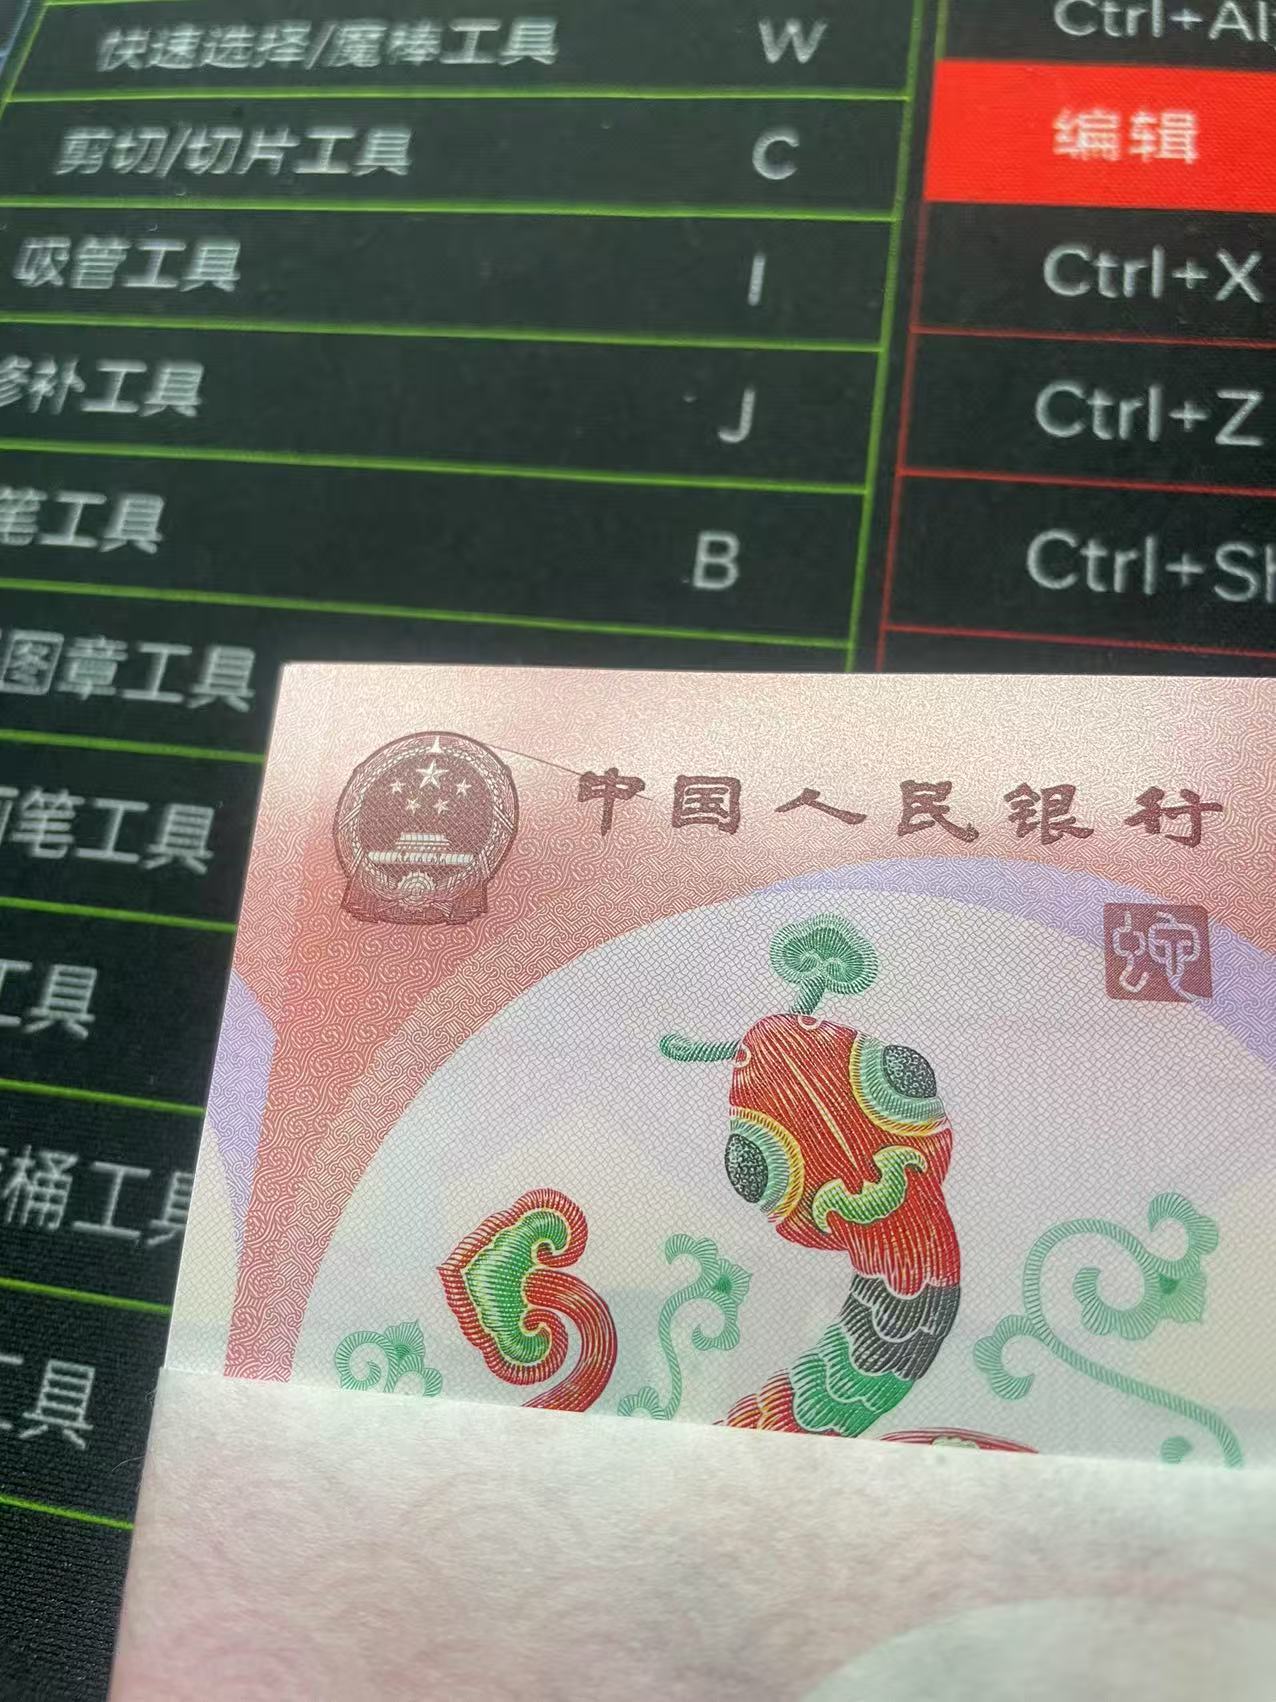 快速选择/魔棒工具 W
剪切/切片工具 C
吸管工具 I
修补工具 J
笔工具 B
图章工具
画笔工具
工具
桶工具
工具
Ctrl+Al
编辑
Ctrl+X
Ctrl+Z
Ctrl+Sh
中国人民银行
蛇